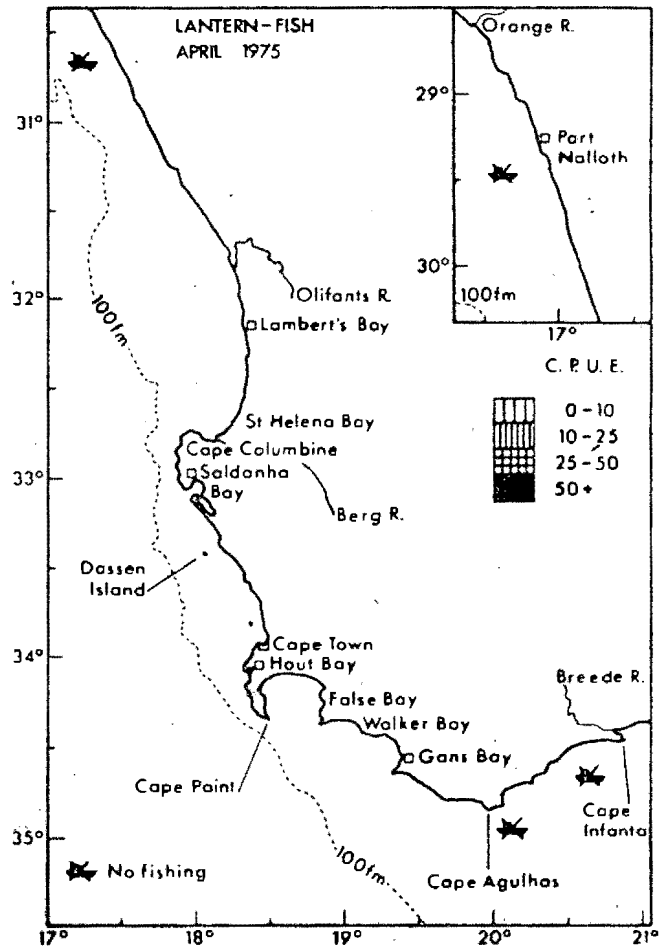 LANTERN-FISH
APRIL 1975
Orange R.
29°
Part
Nalloth
30°
100fm
17°
31°
100fm
32°
Olifants R.
Lambert's Bay
C. P. U. E.
0-10
10-25
25-50
50+
St Helena Bay
Cape Columbine
Saldanha
Bay
33°
Berg R.
Dassen
Island
Cape Town
Hout Bay
34°
False Bay
Walker Bay
Breede R.
Gans Bay
Cape Point
Cape
Infanta
35°
No fishing
100fm
Cape Agulhas
17°
18°
19°
20°
21°